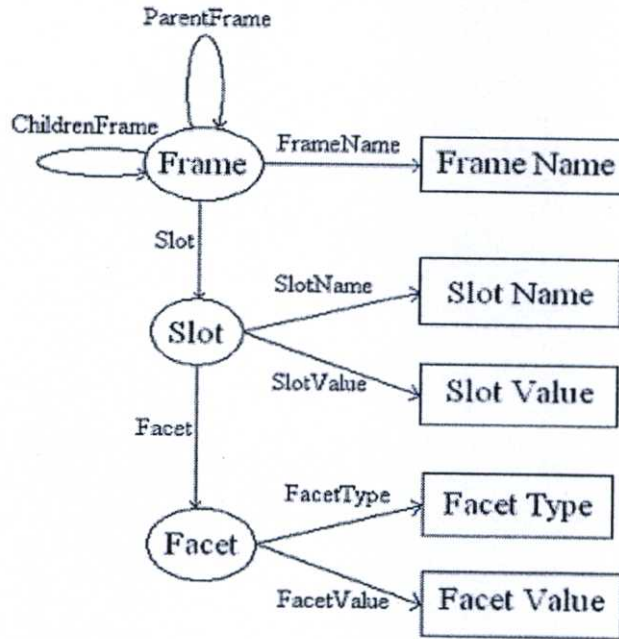 ParentFrame
ChildrenFrame
Frame
FrameName
Frame Name
Slot
SlotName
Slot Name
Slot
SlotValue
Slot Value
Facet
FacetType
Facet Type
Facet
FacetValue
Facet Value